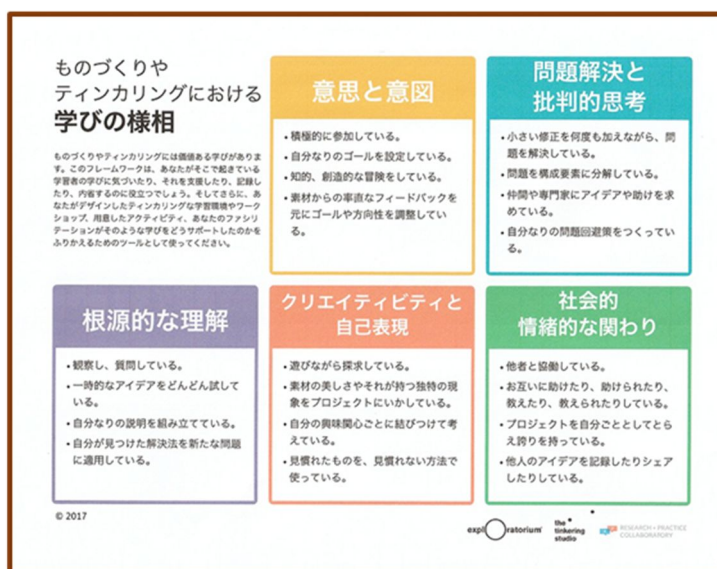 ものづくりや
ティンカリングにおける
学びの様相
ものづくりやティンカリングには価値ある学びがありま
す。このフレームワークは、あなたがそこで起きている
学習者の学びに気づいたり、それを支援したり、記録し
たり、内省するのに役立つでしょう。そしてさらに、あ
なたがデザインしたティンカリングな学習環境やワーク
ショップ、用意したアクティビティ、あなたのファシリ
テーションがそのような学びをどうサポートしたのかを
ふりかえるためのツールとして使ってください。
意思と意図
・積極的に参加している。
・自分なりのゴールを設定している。
・知的、創造的な冒険をしている。
・素材からの率直なフィードバックを
元にゴールや方向性を調整してい
る。
問題解決と
批判的思考
・小さい修正を何度も加えながら、問
題を解決している。
・問題を構成要素に分解している。
・仲間や専門家にアイデアや助けを求
めている。
・自分なりの問題回避策をつくってい
る。
根源的な理解
・観察し、質問している。
・一時的なアイデアをどんどん試して
いる。
・自分なりの説明を組み立てている。
・自分が見つけた解決法を新たな問題
に適用している。
クリエイティビティと
自己表現
・遊びながら探求している。
・素材の美しさやそれが持つ独特の現
象をプロジェクトにいかしている。
・自分の興味関心ごとに結びつけて考
えている。
・見慣れたものを、見慣れない方法で
使っている。
社会的
情緒的な関わり
・他者と協働している。
・お互いに助けたり、助けられたり、
教えたり、教えられたりしている。
・プロジェクトを自分ごととしてとら
え誇りを持っている。
・他人のアイデアを記録したりシェア
したりしている。
© 2017
exploratorium
the
tinkering
studio
RESEARCH + PRACTICE
COLLABORATORY